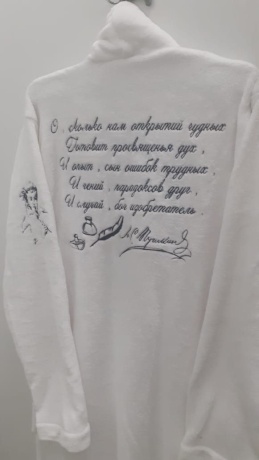 О, сколько нам открытий чудных
Готовит просвещенья дух,
И опыт, сын ошибок трудных,
И гений, парадоксов друг,
И случай, бог изобретатель.
А Пушкин